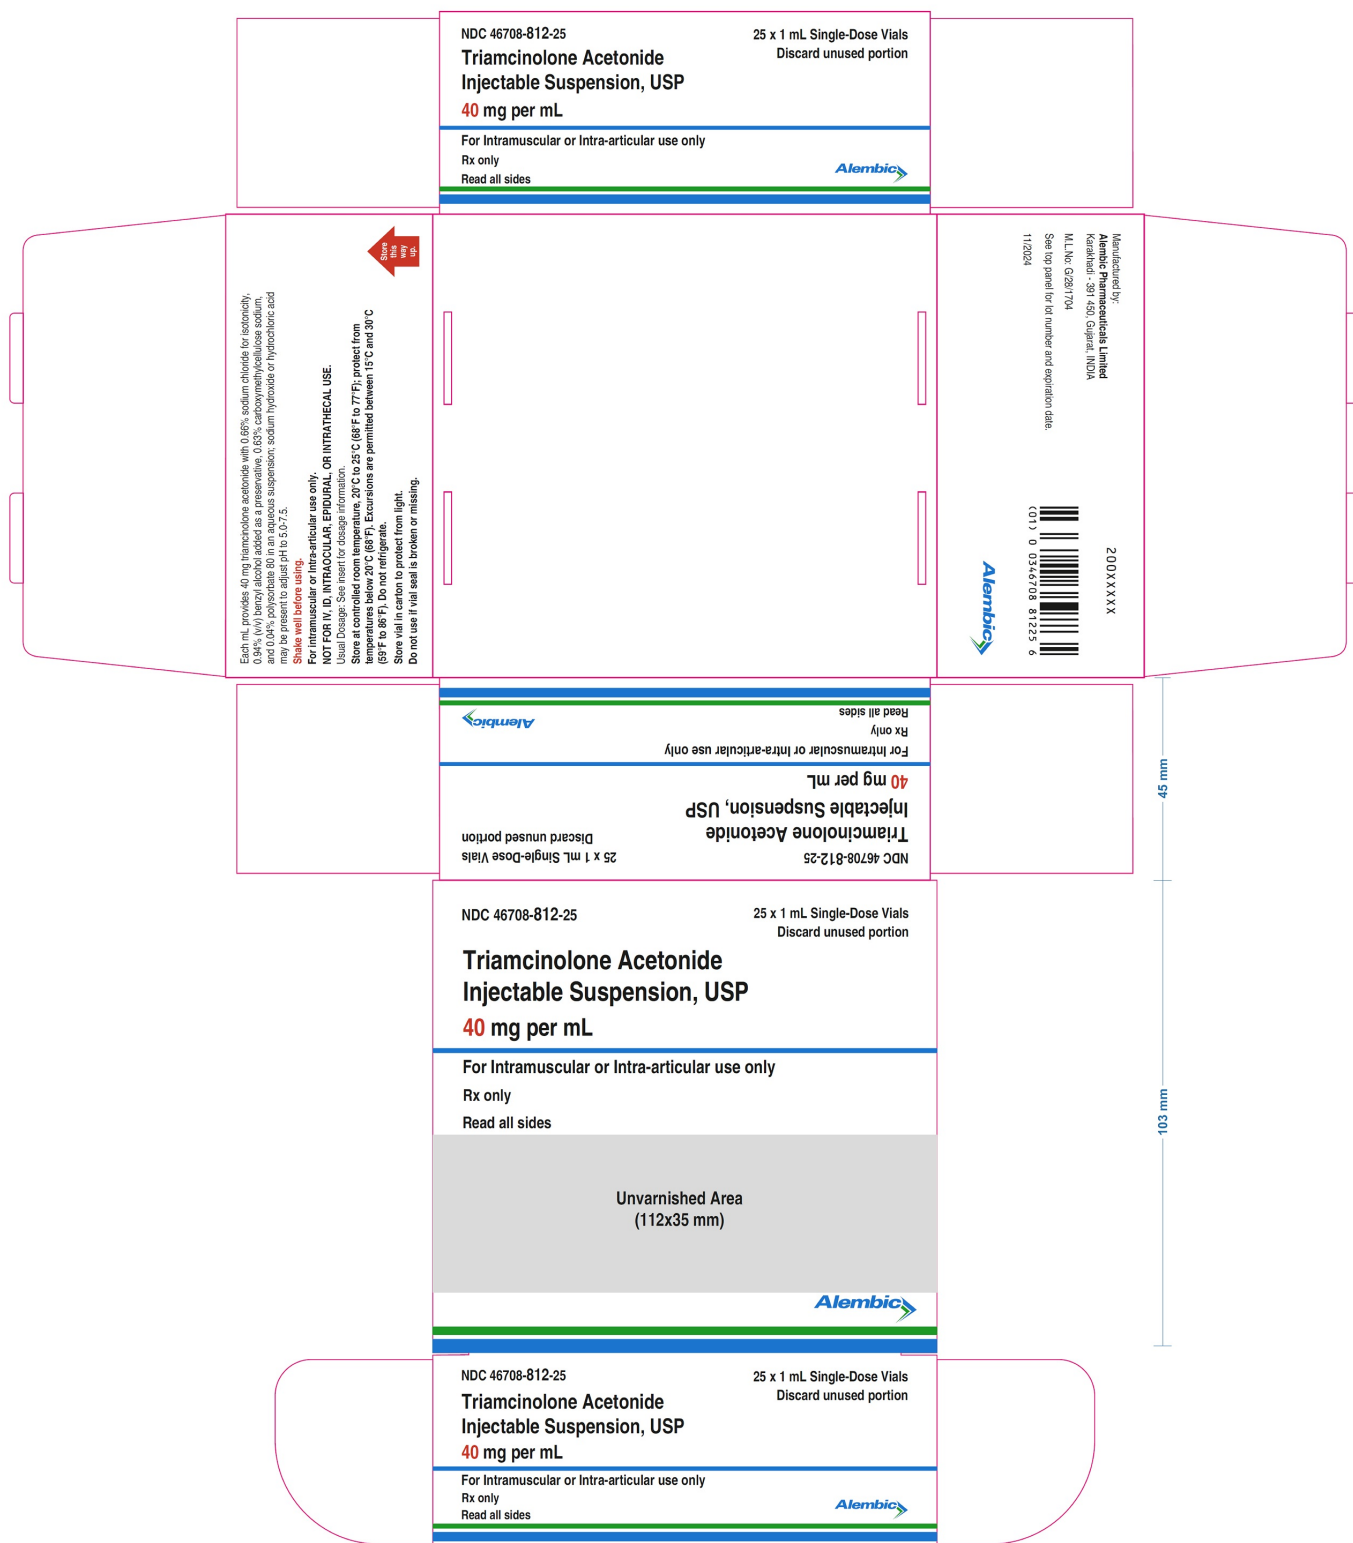 NDC 46708-812-25
25 x 1 mL Single-Dose Vials
Discard unused portion
Triamcinolone Acetonide
Injectable Suspension, USP
40 mg per mL
For Intramuscular or Intra-articular use only
Rx only
Read all sides
Alembic
Store
this
way
up.
Each mL provides 40 mg triamcinolone acetonide with 0.66% sodium chloride for isotonicity,
0.94% (v/v) benzyl alcohol added as a preservative, 0.63% carboxymethylcellulose sodium,
and 0.04% polysorbate 80 in an aqueous suspension; sodium hydroxide or hydrochloric acid
may be present to adjust pH to 5.0-7.5.
Shake well before using.
For intramuscular or Intra-articular use only.
NOT FOR IV, ID, INTRAOCULAR, EPIDURAL, OR INTRATHECAL USE.
Usual Dosage: See insert for dosage information.
Store at controlled room temperature, 20°C to 25°C (68°F to 77°F); protect from
temperatures below 20°C (68°F). Excursions are permitted between 15°C and 30°C
(59°F to 86°F). Do not refrigerate.
Store vial in carton to protect from light.
Do not use if vial seal is broken or missing.
Manufactured by:
Alembic Pharmaceuticals Limited
Karakhadi - 391 450, Gujarat, INDIA
M.L.No: G/28/1704
See top panel for lot number and expiration date.
11/2024
200XXXXX
(01) 0 0346708 81225 6
Alembic
NDC 46708-812-25
25 x 1 mL Single-Dose Vials
Discard unused portion
Triamcinolone Acetonide
Injectable Suspension, USP
40 mg per mL
For Intramuscular or Intra-articular use only
Rx only
Read all sides
Alembic
45 mm
NDC 46708-812-25
25 x 1 mL Single-Dose Vials
Discard unused portion
Triamcinolone Acetonide
Injectable Suspension, USP
40 mg per mL
For Intramuscular or Intra-articular use only
Rx only
Read all sides
103 mm
Unvarnished Area
(112x35 mm)
Alembic
NDC 46708-812-25
25 x 1 mL Single-Dose Vials
Discard unused portion
Triamcinolone Acetonide
Injectable Suspension, USP
40 mg per mL
For Intramuscular or Intra-articular use only
Rx only
Read all sides
Alembic